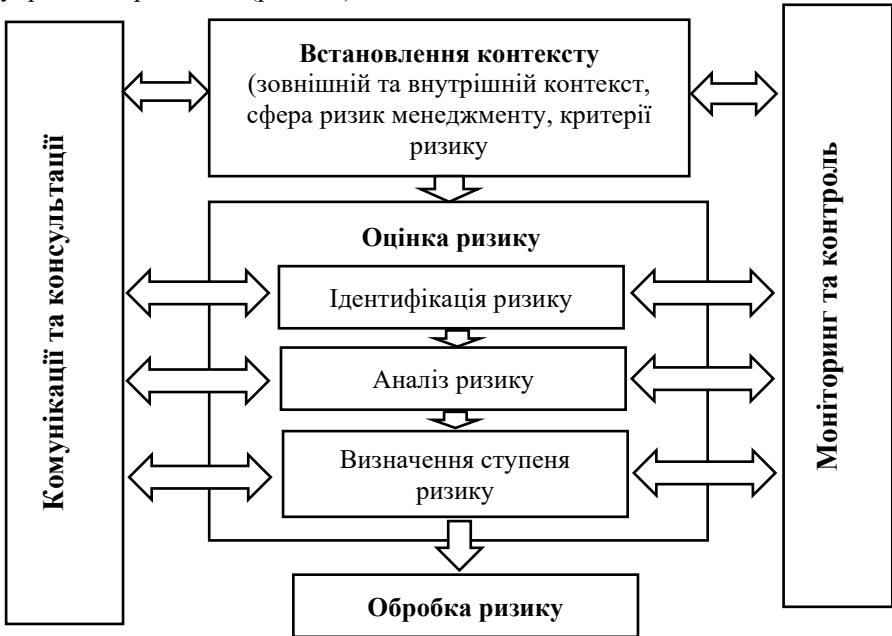 Встановлення контексту
(зовнішній та внутрішній контекст,
сфера ризик менеджменту, критерії
ризику
Комунікації та консультації
Оцінка ризику
Ідентифікація ризику
Аналіз ризику
Визначення ступеня
ризику
Обробка ризику
Моніторинг та контроль